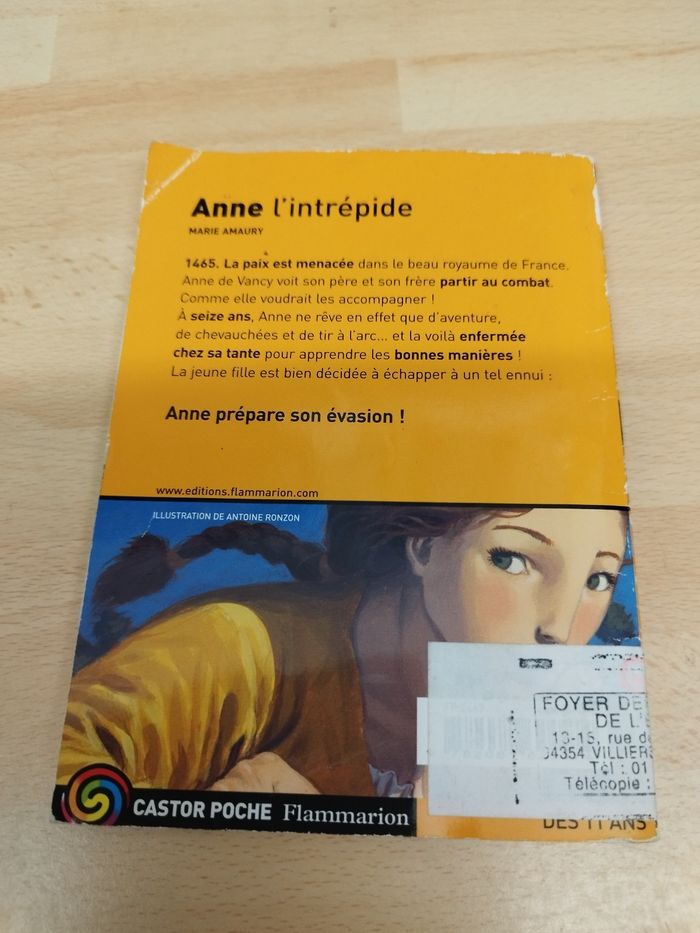 Anne l'intrépide
MARIE AMAURY
1465. La paix est menacée dans le beau royaume de France.
Anne de Vancy voit son père et son frère partir au combat.
Comme elle voudrait les accompagner !
À seize ans, Anne ne rêve en effet que d'aventure,
de chevauchées et de tir à l'arc... et la voilà enfermée
chez sa tante pour apprendre les bonnes manières !
La jeune fille est bien décidée à échapper à un tel ennui :
Anne prépare son évasion !
www.editions.flammarion.com
ILLUSTRATION DE ANTOINE RONZON
FOYER DE
DE L'
13-15, rue de
94354 VILLIERS
Tél : 01
Télécopie :
CASTOR POCHE Flammarion
DES 11 ANS